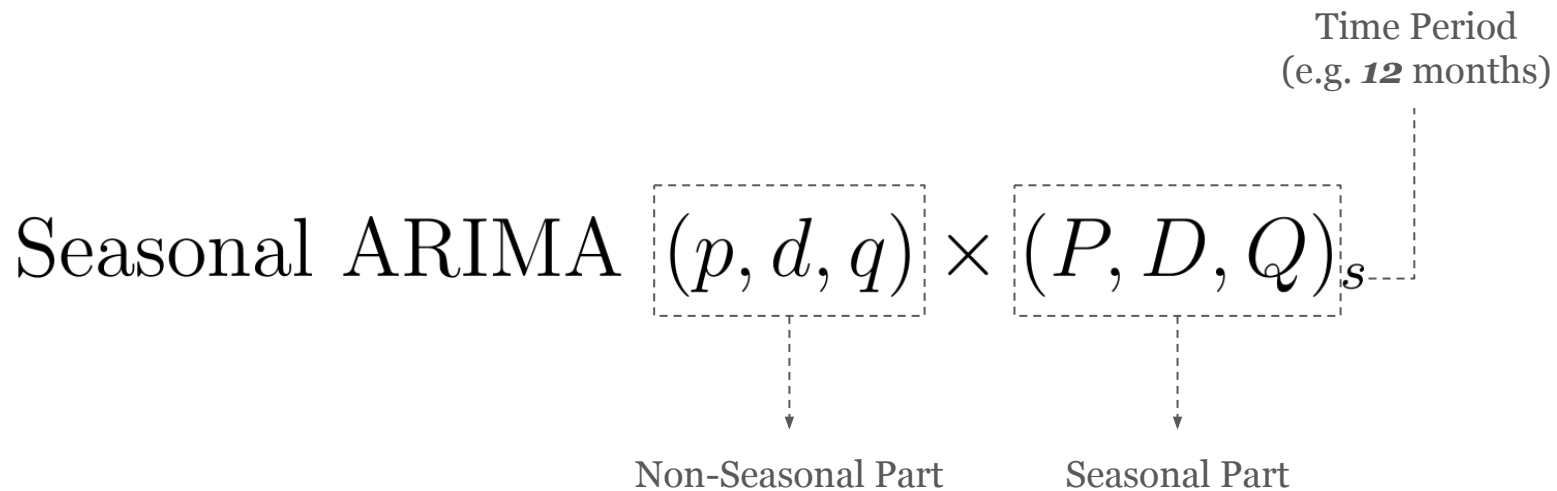 Time Period
(e.g. 12 months)
Seasonal ARIMA (p, d, q) × (P, D, Q)s
Non-Seasonal Part
Seasonal Part